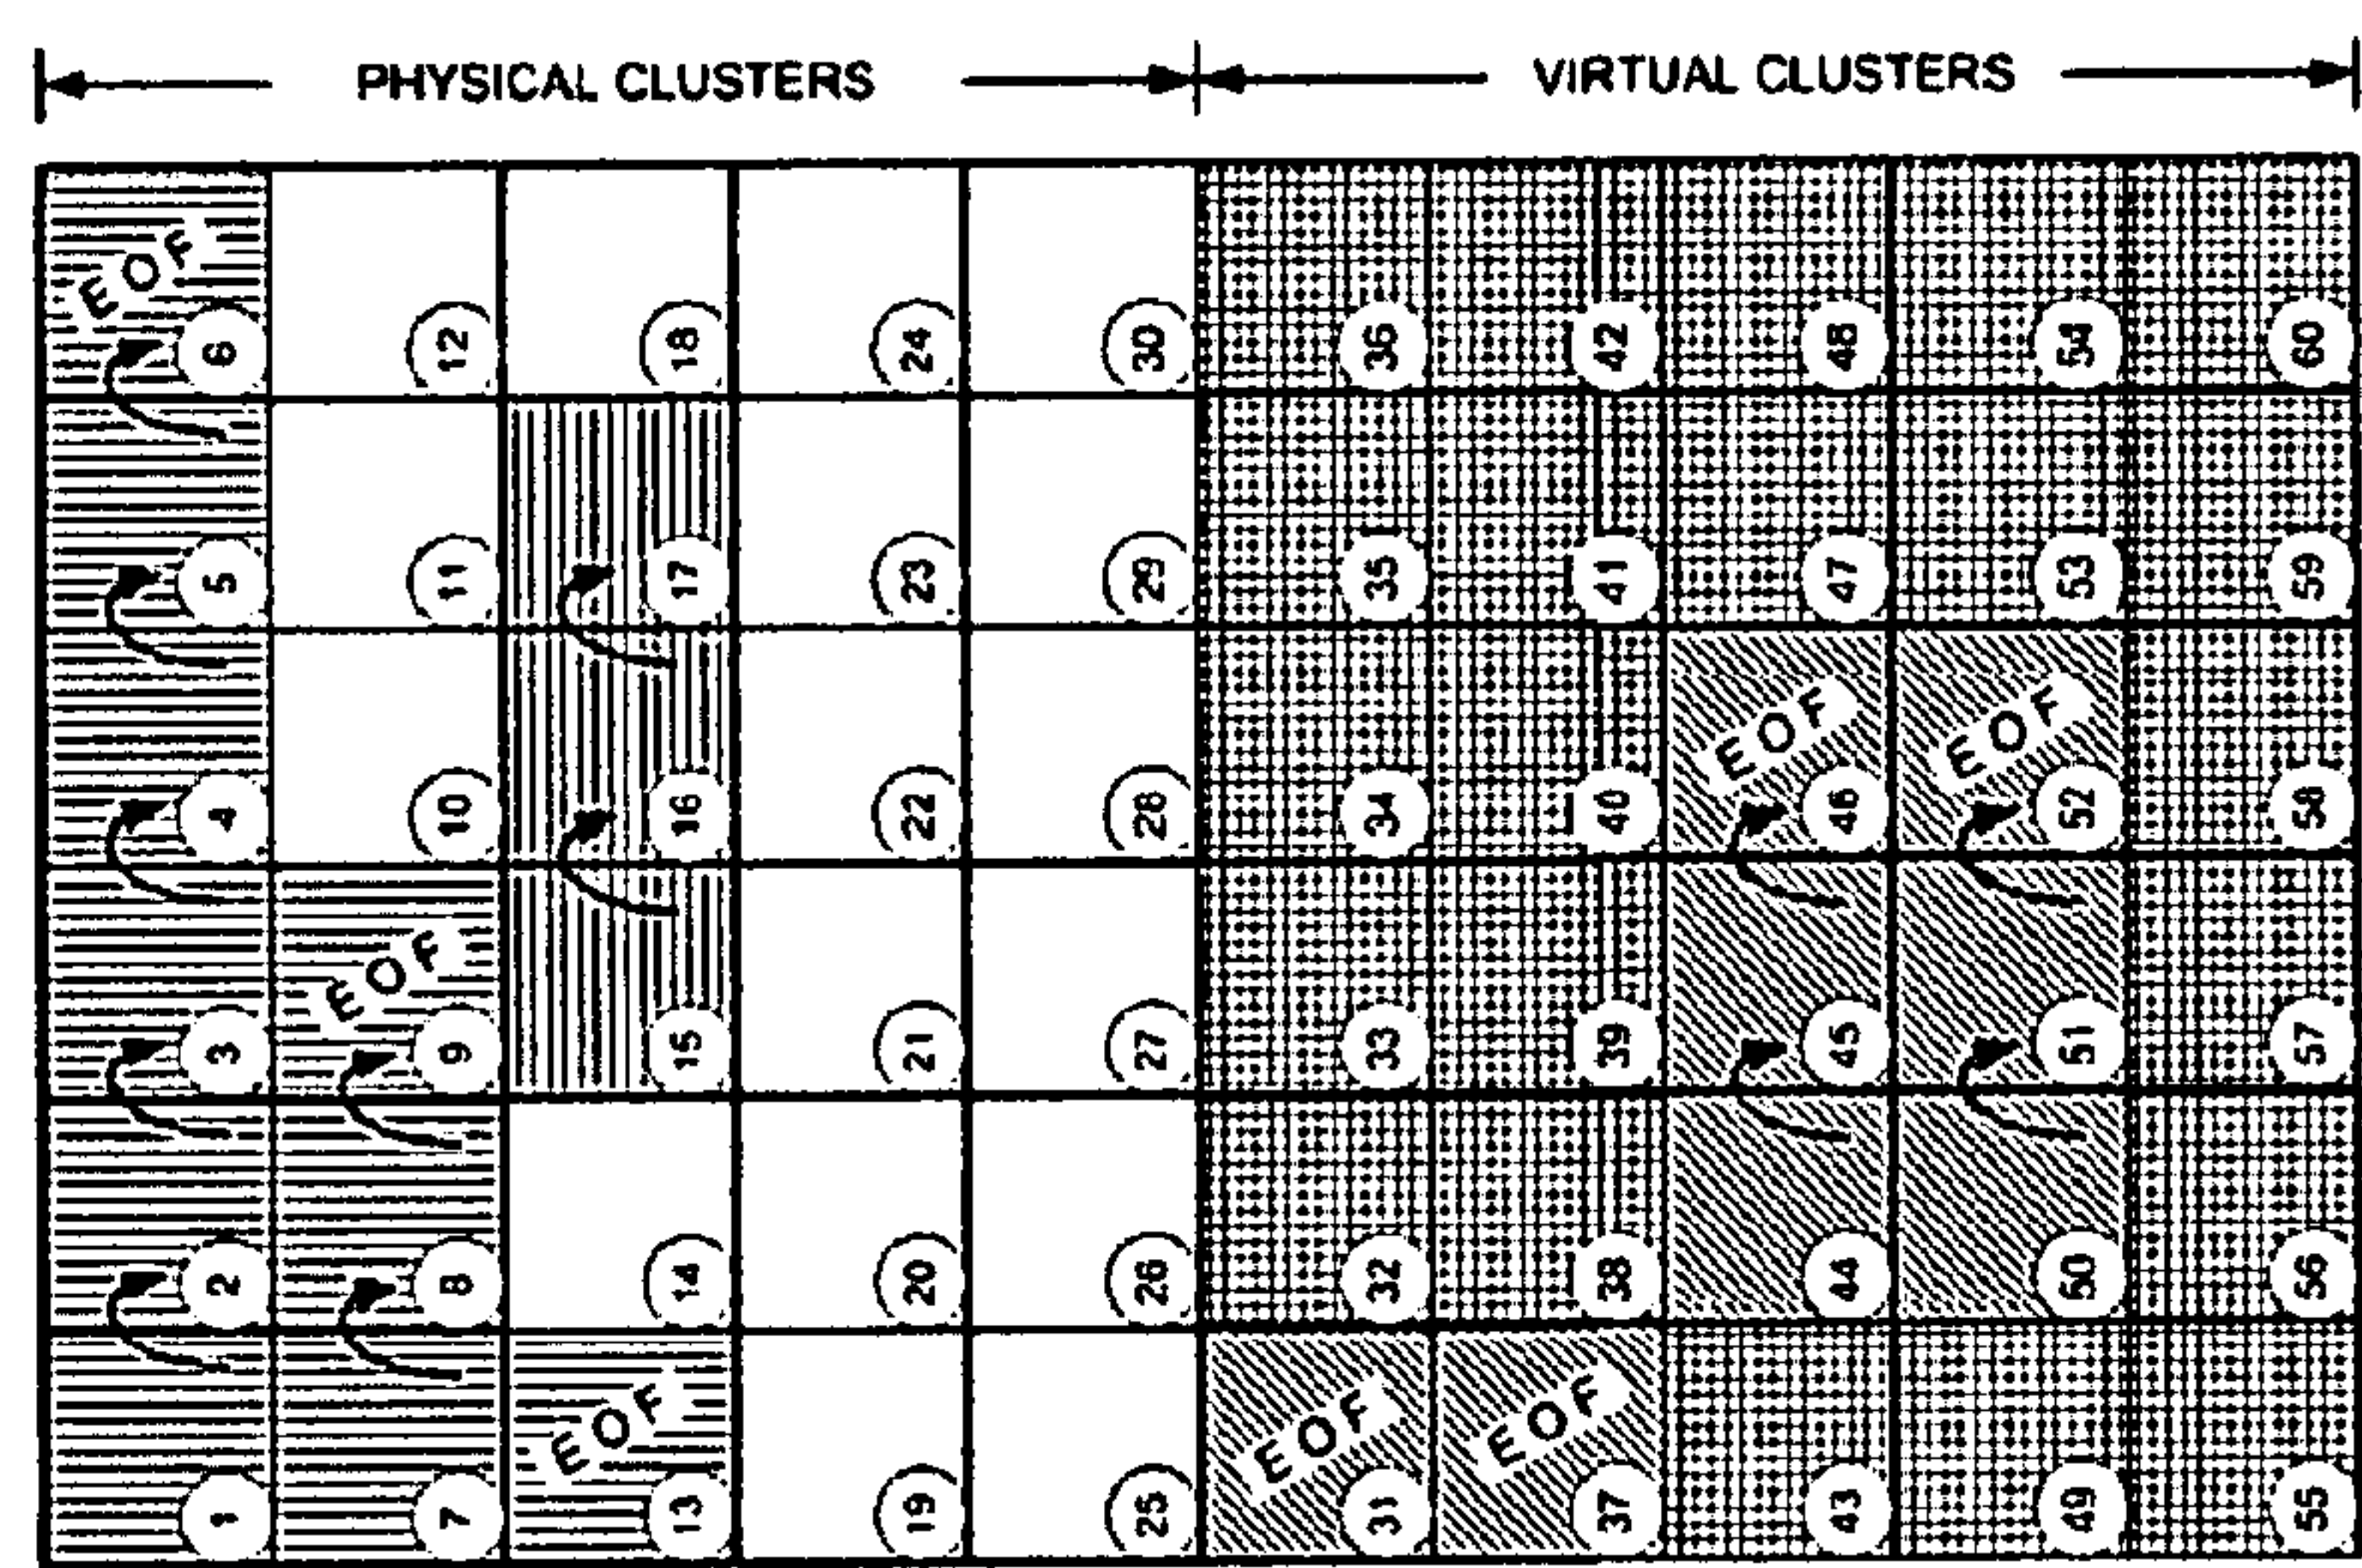 PHYSICAL CLUSTERS VIRTUAL CLUSTERS
EOF
6 12 18 24 30 36 42 48 54 60
5 11 17 23 29 35 41 47 53 59
EOF EOF
4 10 16 22 28 34 40 46 52 58
EOF
3 9 15 21 27 33 39 45 51 57
2 8 14 20 26 32 38 44 50 56
EOF EOF EOF
1 7 13 19 25 31 37 43 49 55